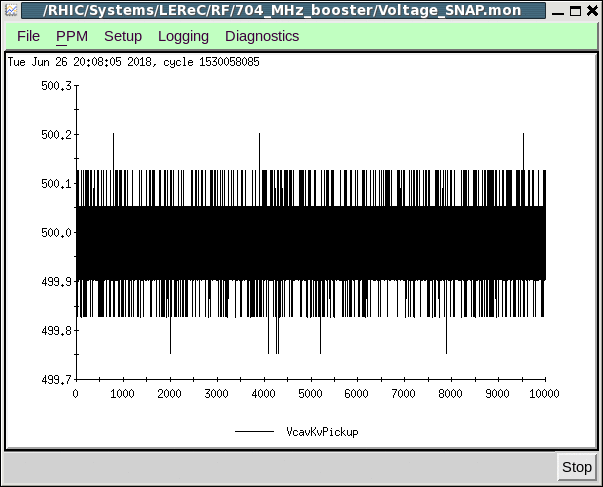 /RHIC/Systems/LEReC/RF/704_MHz_booster/Voltage_SNAP.mon
File PPM Setup Logging Diagnostics
Tue Jun 26 20:08:05 2018, cycle 1530058085
500.3
500.2
500.1
500.0
499.9
499.8
499.7
0 1000 2000 3000 4000 5000 6000 7000 8000 9000 10000
VcavKvPickup
Stop